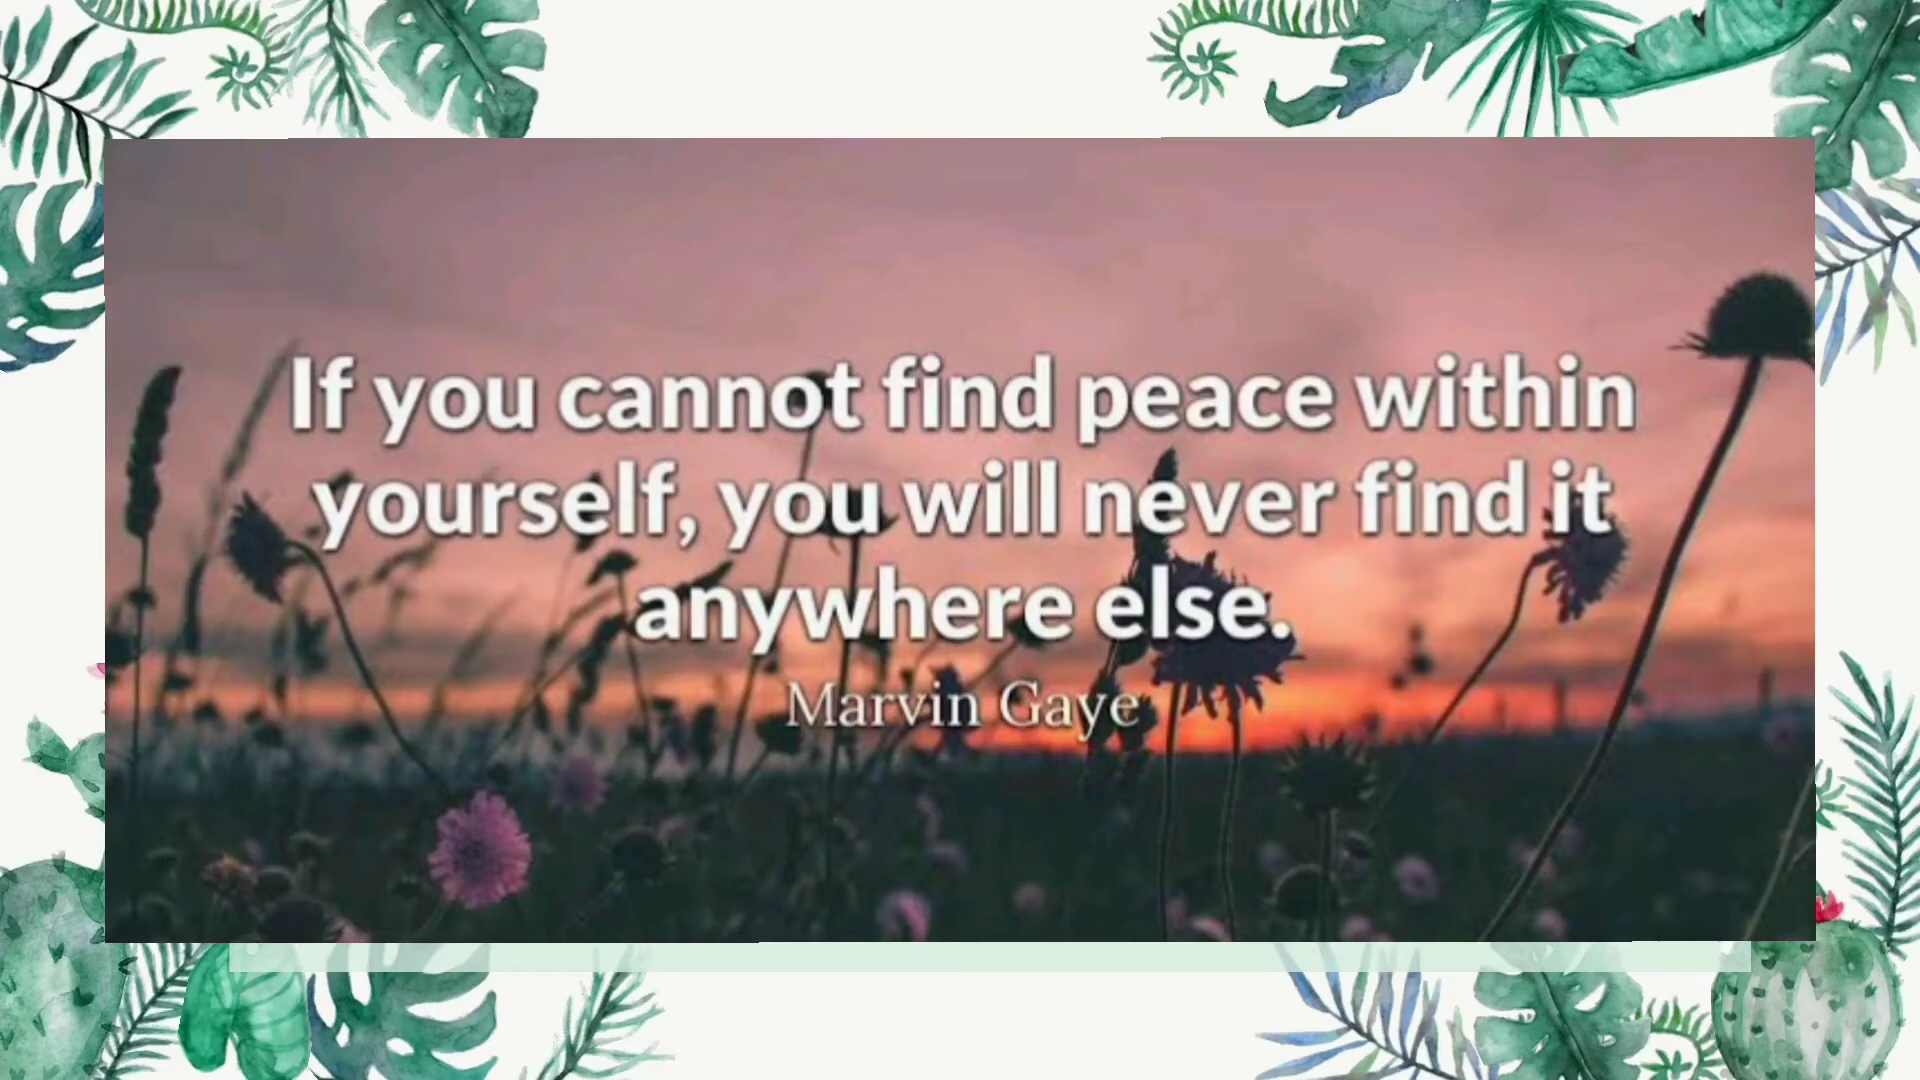 If you cannot find peace within
yourself, you will never find it
anywhere else.
Marvin Gaye